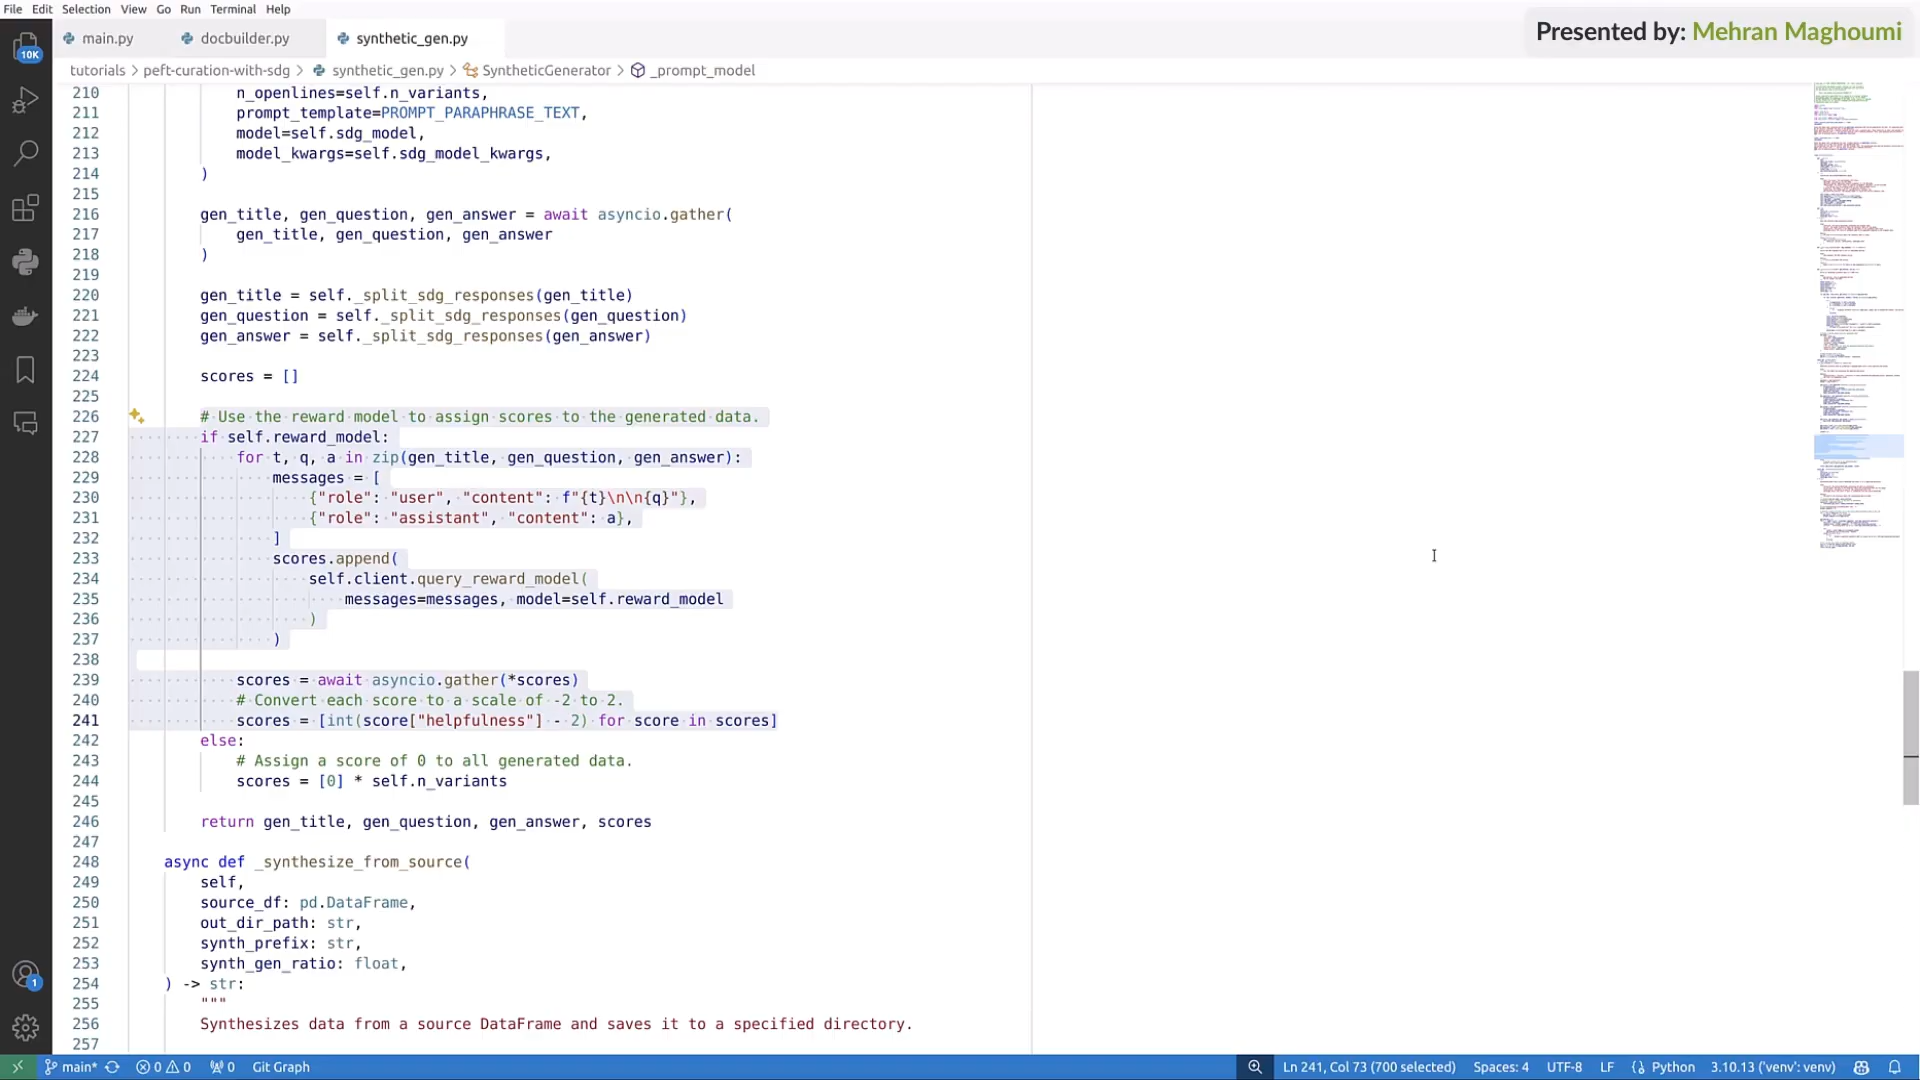 File Edit Selection View Go Run Terminal Help
Presented by: Mehran Maghoumi
main.py docbuilder.py synthetic_gen.py
10K
tutorials > peft-curation-with-sdg > synthetic_gen.py > SyntheticGenerator > _prompt_model
210 n_openlines=self.n_variants,
211 prompt_template=PROMPT_PARAPHRASE_TEXT,
212 model=self.sdg_model,
213 model_kwargs=self.sdg_model_kwargs,
214 )
215
216 gen_title, gen_question, gen_answer = await asyncio.gather(
217 gen_title, gen_question, gen_answer
218 )
219
220 gen_title = self._split_sdg_responses(gen_title)
221 gen_question = self._split_sdg_responses(gen_question)
222 gen_answer = self._split_sdg_responses(gen_answer)
223
224 scores = []
225
226 # Use the reward model to assign scores to the generated data.
227 if self.reward_model:
228 for t, q, a in zip(gen_title, gen_question, gen_answer):
229 messages = [
230 {"role": "user", "content": f"{t}\n\n{q}"},
231 {"role": "assistant", "content": a},
232 ]
233 scores.append(
234 self.client.query_reward_model(
235 messages=messages, model=self.reward_model
236 )
237 )
238
239 scores = await asyncio.gather(*scores)
240 # Convert each score to a scale of -2 to 2.
241 scores = [int(score["helpfulness"] - 2) for score in scores]
242 else:
243 # Assign a score of 0 to all generated data.
244 scores = [0] * self.n_variants
245
246 return gen_title, gen_question, gen_answer, scores
247
248 async def _synthesize_from_source(
249 self,
250 source_df: pd.DataFrame,
251 out_dir_path: str,
252 synth_prefix: str,
253 synth_gen_ratio: float,
254 ) -> str:
255 """
256 Synthesizes data from a source DataFrame and saves it to a specified directory.
257
1
main* 0 0 0 Git Graph Ln 241, Col 73 (700 selected) Spaces: 4 UTF-8 LF Python 3.10.13 ('venv': venv)